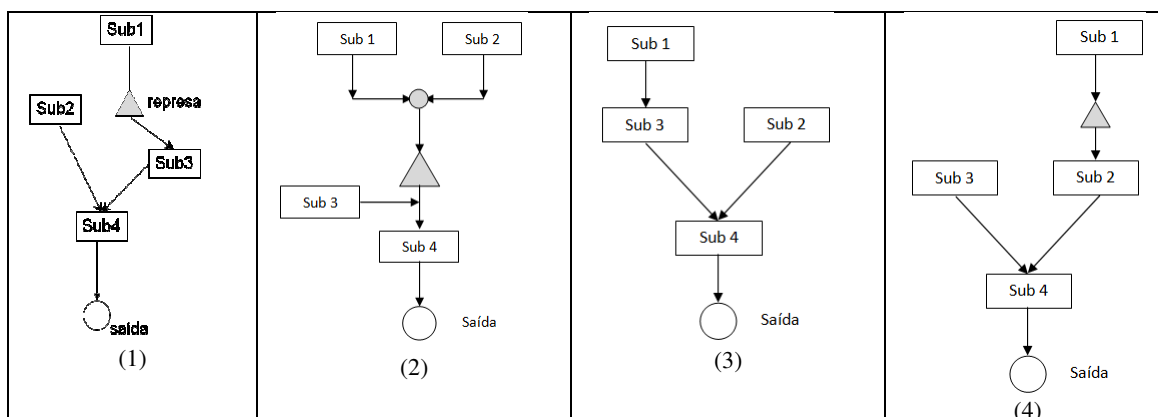 Sub1
represa
Sub2
Sub3
Sub4
saída
(1)
Sub 1
Sub 2
Sub 3
Sub 4
Saída
(2)
Sub 1
Sub 3
Sub 2
Sub 4
Saída
(3)
Sub 1
Sub 3
Sub 2
Sub 4
Saída
(4)